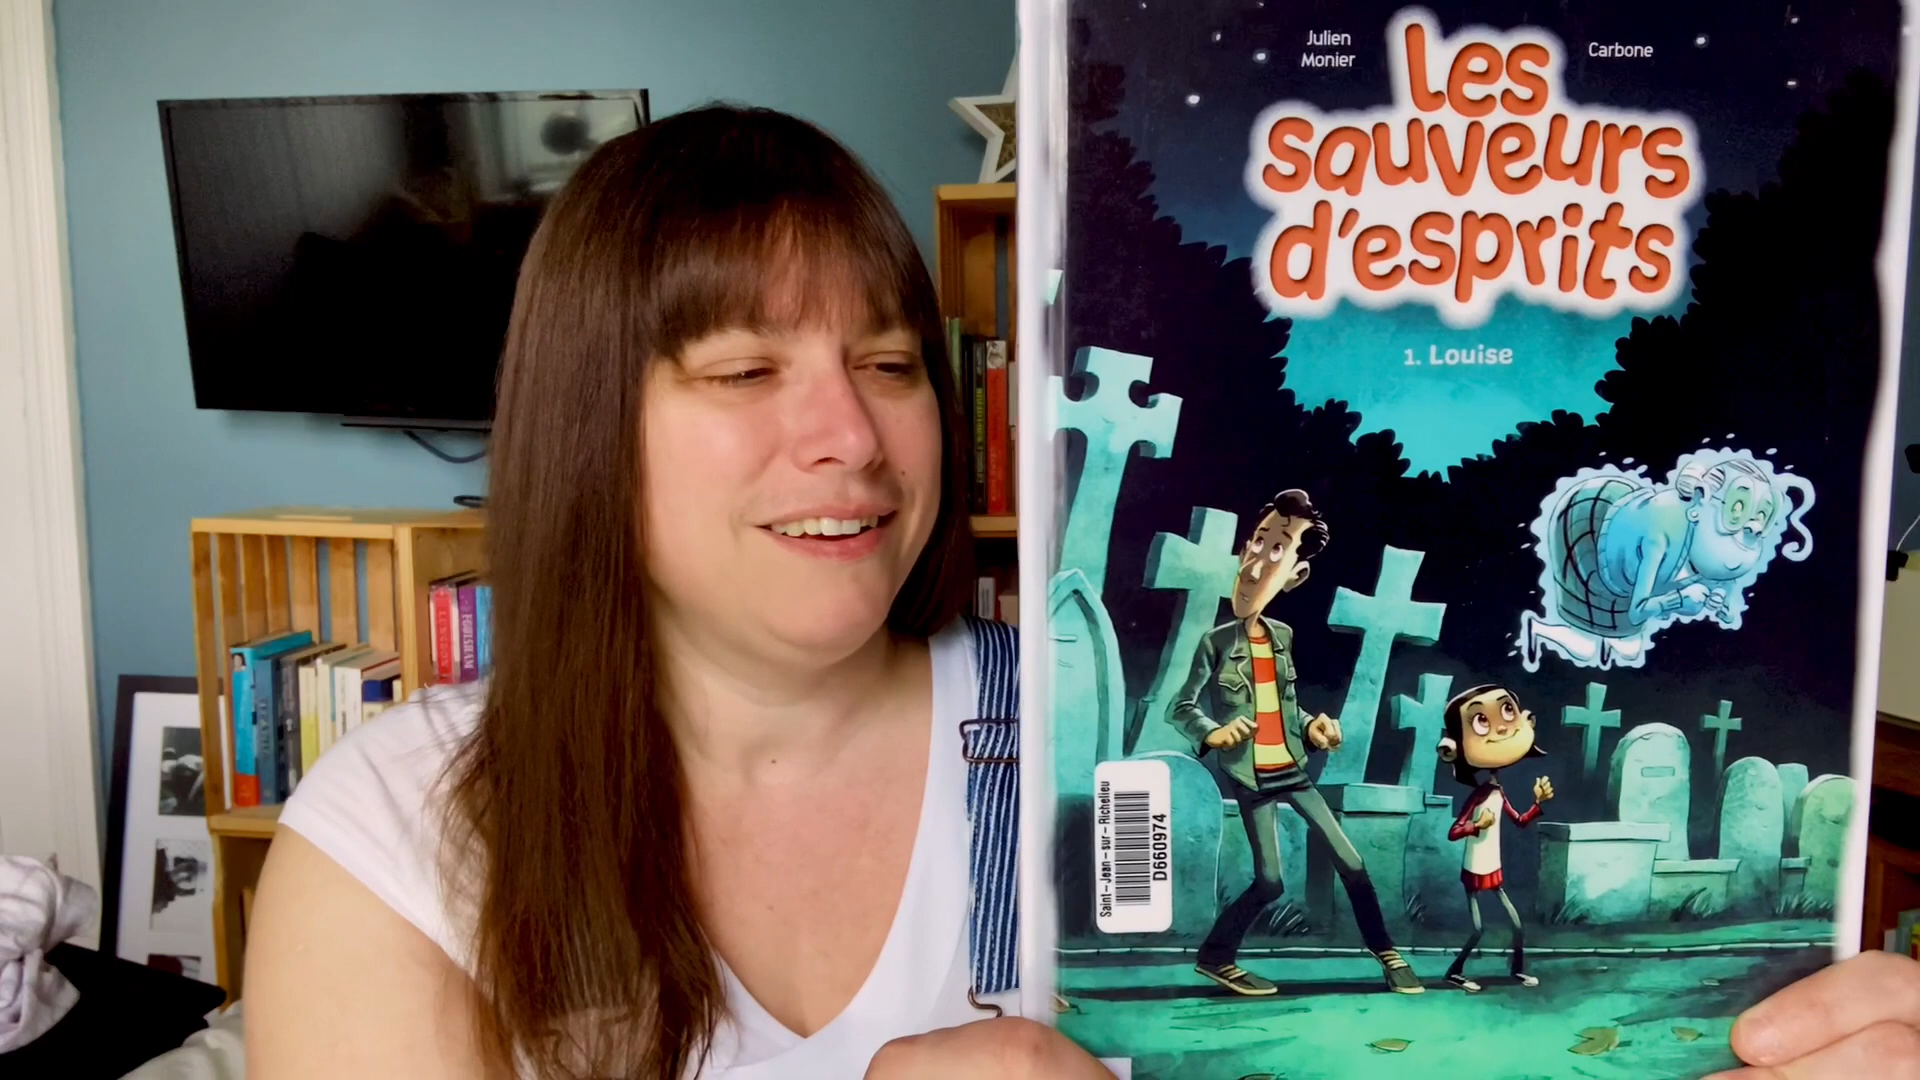 Julien
Monier
Carbone
les
sauveurs
d'esprits
1. Louise
Saint-Jean-sur-Richelieu
D660974